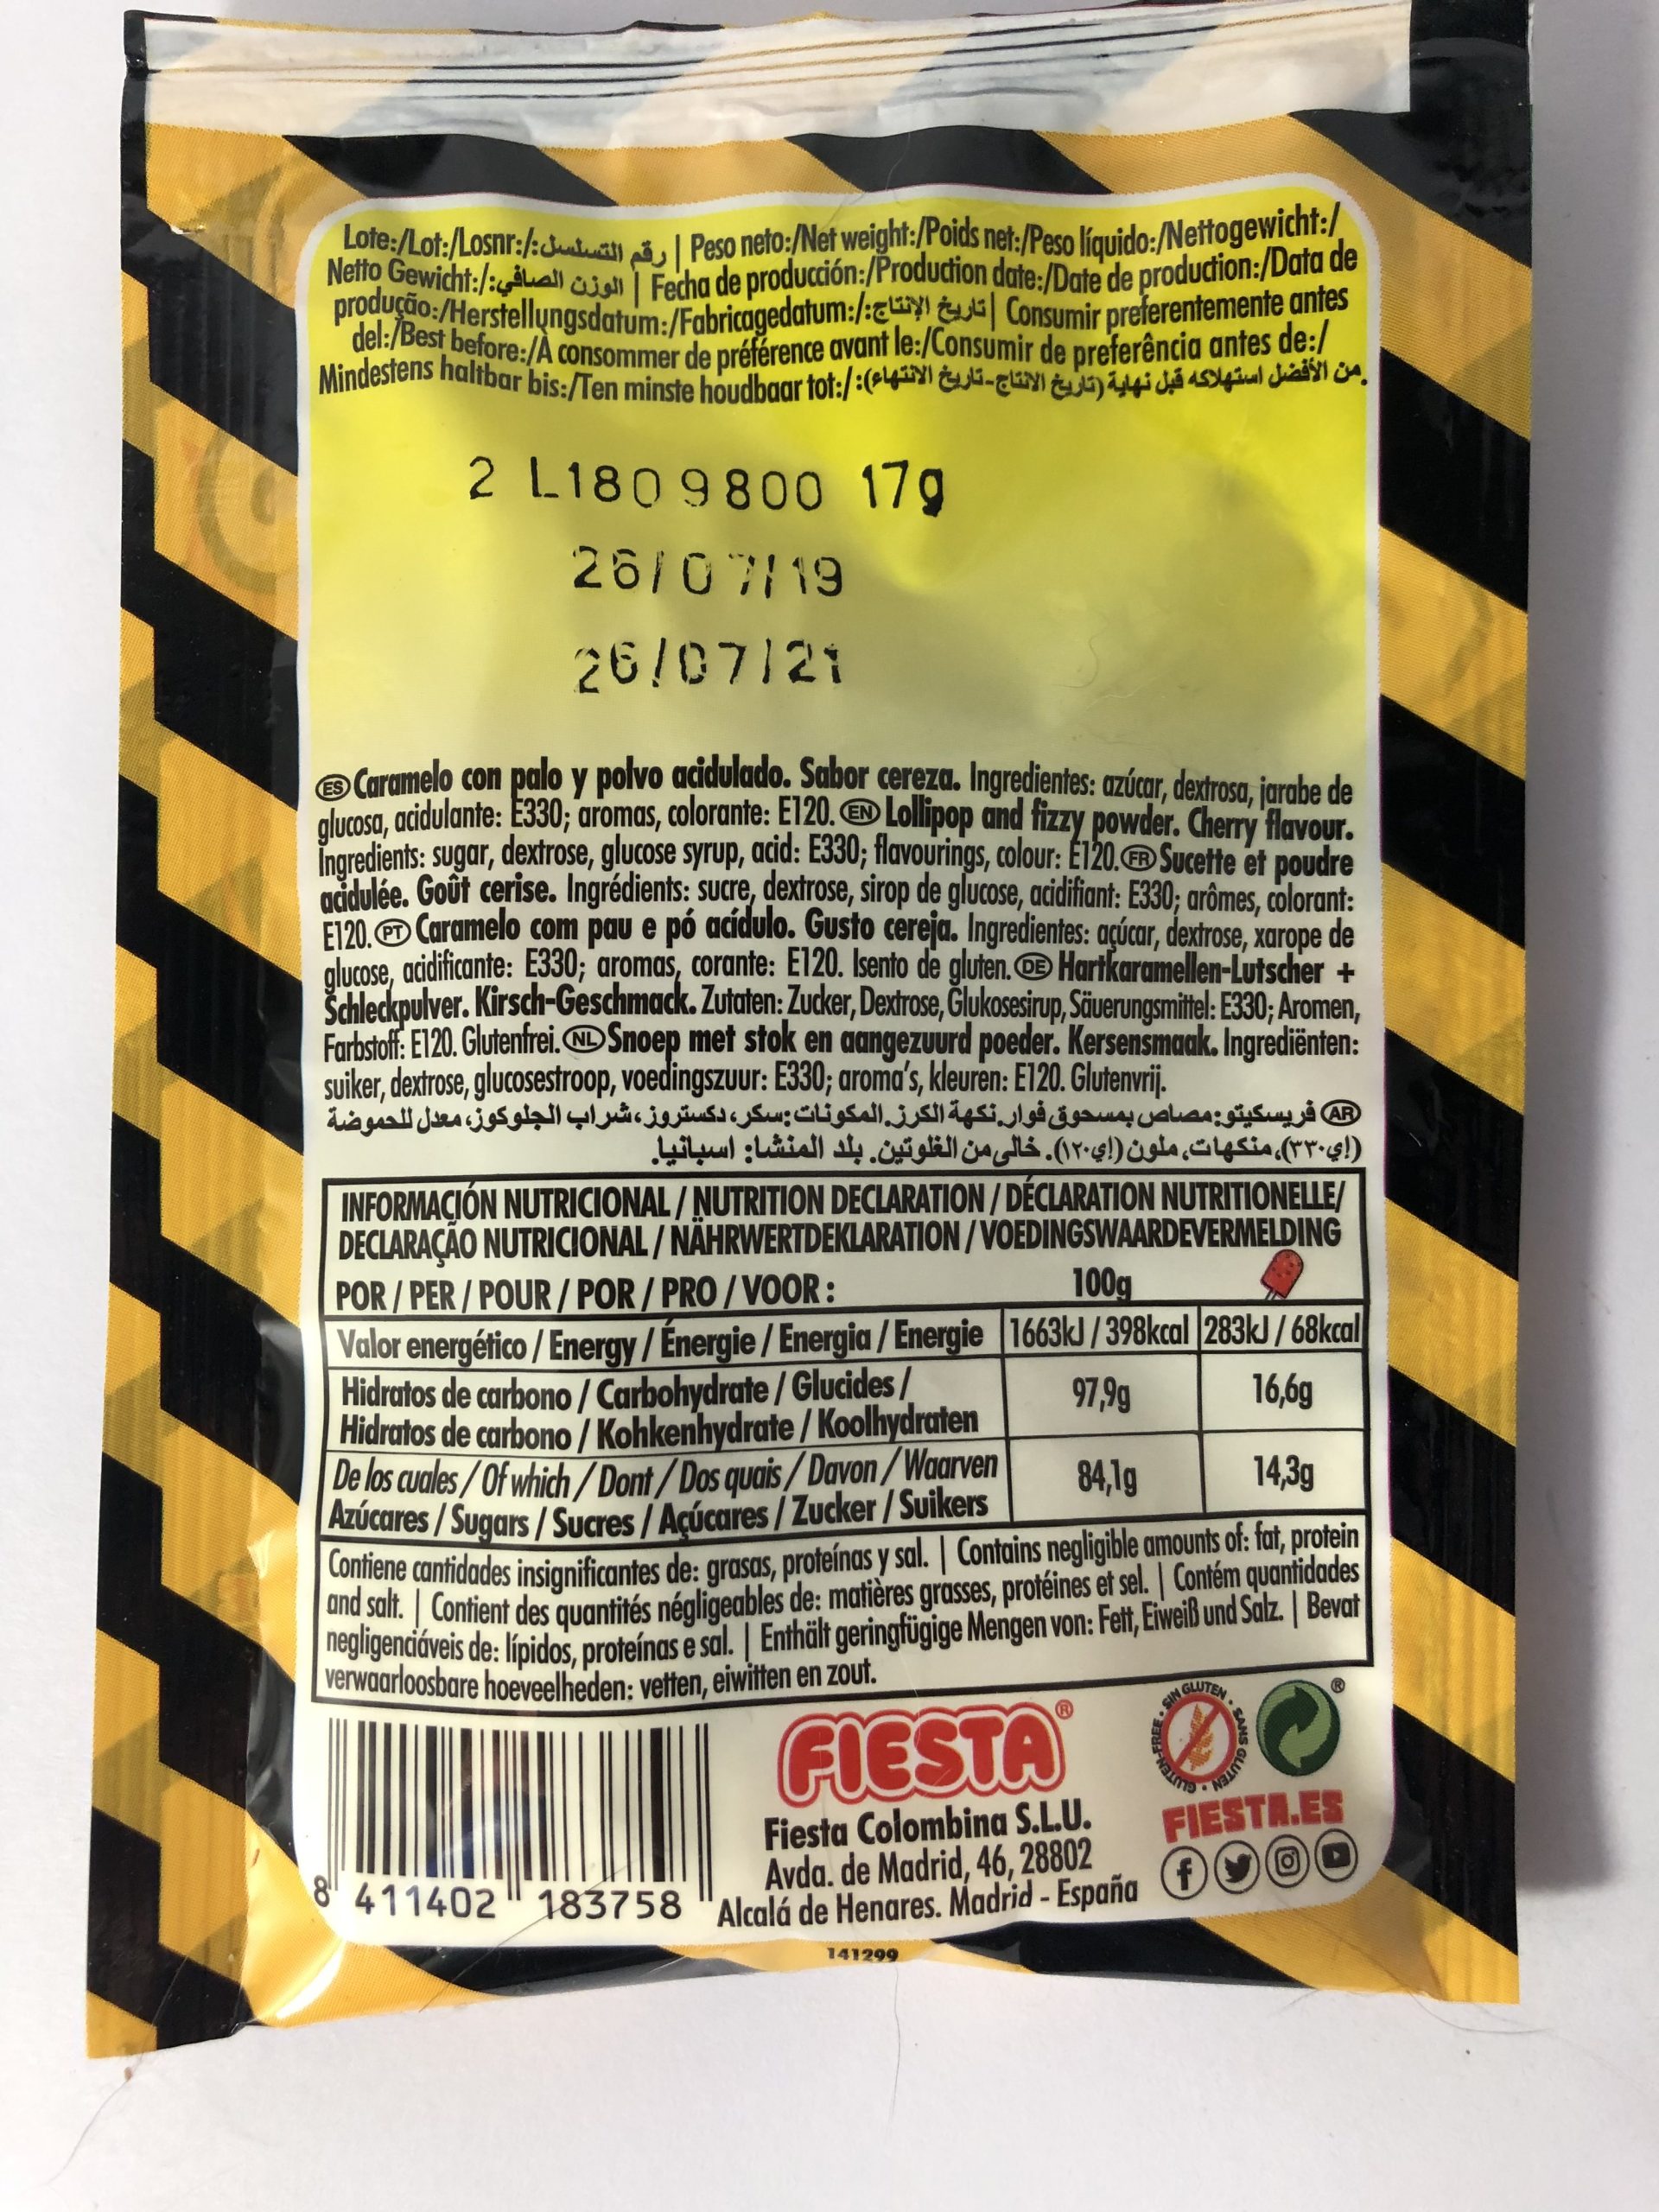 Lote:/Lot:/Losnr:/:رقم التسلسل | Peso neto:/Net weight:/Poids net:/Peso líquido:/Nettogewicht:/
Netto Gewicht:/:الوزن الصافي | Fecha de producción:/Production date:/Date de production:/Data de
produção:/Herstellungsdatum:/Fabricagedatum:/:تاريخ الإنتاج | Consumir preferentemente antes
del:/Best before:/À consommer de préférence avant le:/Consumir de preferência antes de:/
Mindestens haltbar bis:/Ten minste houdbaar tot:/:(من الأفضل استهلاكه قبل نهاية (تاريخ الانتاج-تاريخ الانتهاء.
2 L1809800 17g
26/07/19
26/07/21
ES Caramelo con palo y polvo acidulado. Sabor cereza. Ingredientes: azúcar, dextrosa, jarabe de
glucosa, acidulante: E330; aromas, colorante: E120. EN Lollipop and fizzy powder. Cherry flavour.
Ingredients: sugar, dextrose, glucose syrup, acid: E330; flavourings, colour: E120. FR Sucette et poudre
acidulée. Goût cerise. Ingrédients: sucre, dextrose, sirop de glucose, acidifiant: E330; arômes, colorant:
E120. PT Caramelo com pau e pó acídulo. Gusto cereja. Ingredientes: açúcar, dextrose, xarope de
glucose, acidificante: E330; aromas, corante: E120. Isento de gluten. DE Hartkaramellen-Lutscher +
Schleckpulver. Kirsch-Geschmack. Zutaten: Zucker, Dextrose, Glukosesirup, Säuerungsmittel: E330; Aromen,
Farbstoff: E120. Glutenfrei. NL Snoep met stok en aangezuurd poeder. Kersensmaak. Ingrediënten:
suiker, dextrose, glucosestroop, voedingszuur: E330; aroma's, kleuren: E120. Glutenvrij.
AR فريسكيتو: مصاص بمسحوق فوار. نكهة الكرز. المكونات: سكر، دكستروز، شراب الجلوكوز، معدل للحموضة
(إي٣٣٠)، منكهات، ملون (إي١٢٠). خالى من الغلوتين. بلد المنشا: اسبانيا.
INFORMACIÓN NUTRICIONAL / NUTRITION DECLARATION / DÉCLARATION NUTRITIONELLE/
DECLARAÇÃO NUTRICIONAL / NÄHRWERTDEKLARATION / VOEDINGSWAARDEVERMELDING
POR / PER / POUR / POR / PRO / VOOR : 100g
Valor energético / Energy / Énergie / Energia / Energie 1663kJ / 398kcal 283kJ / 68kcal
Hidratos de carbono / Carbohydrate / Glucides / 97,9g 16,6g
Hidratos de carbono / Kohkenhydrate / Koolhydraten
De los cuales / Of which / Dont / Dos quais / Davon / Waarven 84,1g 14,3g
Azúcares / Sugars / Sucres / Açúcares / Zucker / Suikers
Contiene cantidades insignificantes de: grasas, proteínas y sal. | Contains negligible amounts of: fat, protein
and salt. | Contient des quantités négligeables de: matières grasses, protéines et sel. | Contém quantidades
negligenciáveis de: lípidos, proteínas e sal. | Enthält geringfügige Mengen von: Fett, Eiweiß und Salz. | Bevat
verwaarloosbare hoeveelheden: vetten, eiwitten en zout.
FIESTA®
SIN GLUTEN • SANS GLUTEN • GLUTEN-FREE •
®
Fiesta Colombina S.L.U.
Avda. de Madrid, 46, 28802
Alcalá de Henares. Madrid - España
FIESTA.ES
8 411402 183758
141299